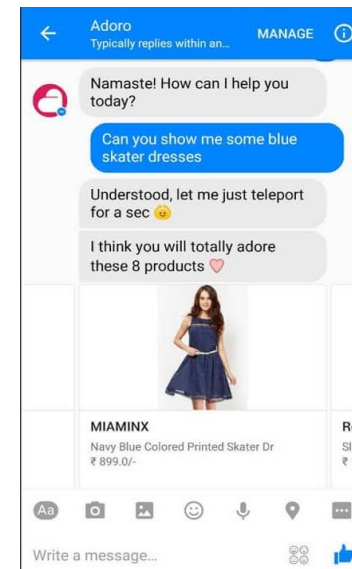 Adoro
Typically replies within an...
MANAGE
Namaste! How can I help you
today?
Can you show me some blue
skater dresses
Understood, let me just teleport
for a sec 😊
I think you will totally adore
these 8 products 💗
MIAMINX
Navy Blue Colored Printed Skater Dr
₹ 899.0/-
R
Sl
₹
Aa
Write a message...